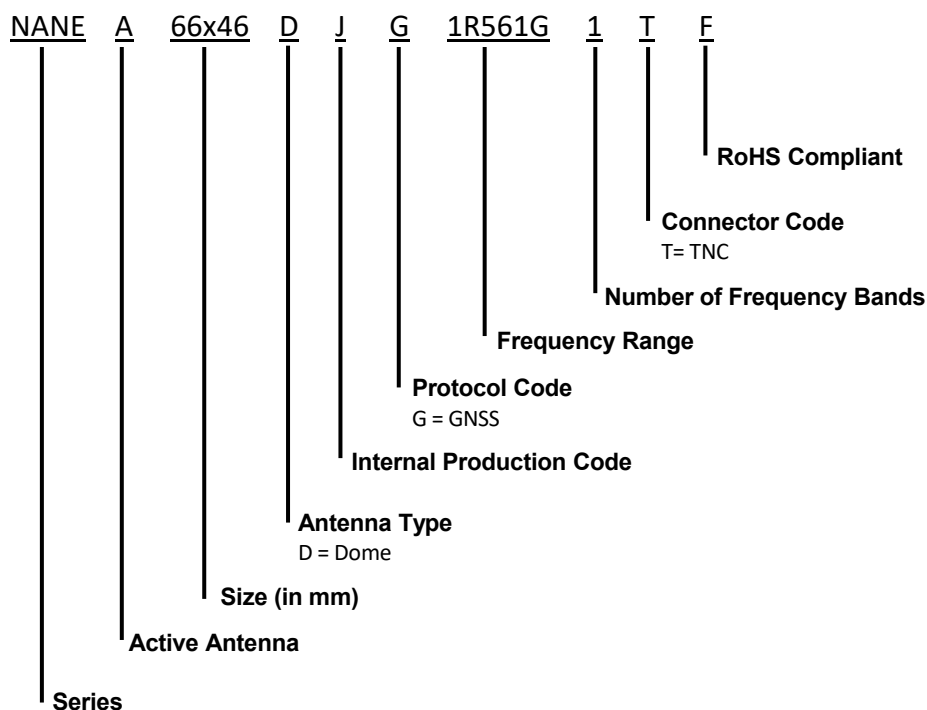 NANE A 66x46 D J G 1R561G 1 T F
RoHS Compliant
Connector Code
T= TNC
Number of Frequency Bands
Frequency Range
Protocol Code
G = GNSS
Internal Production Code
Antenna Type
D = Dome
Size (in mm)
Active Antenna
Series